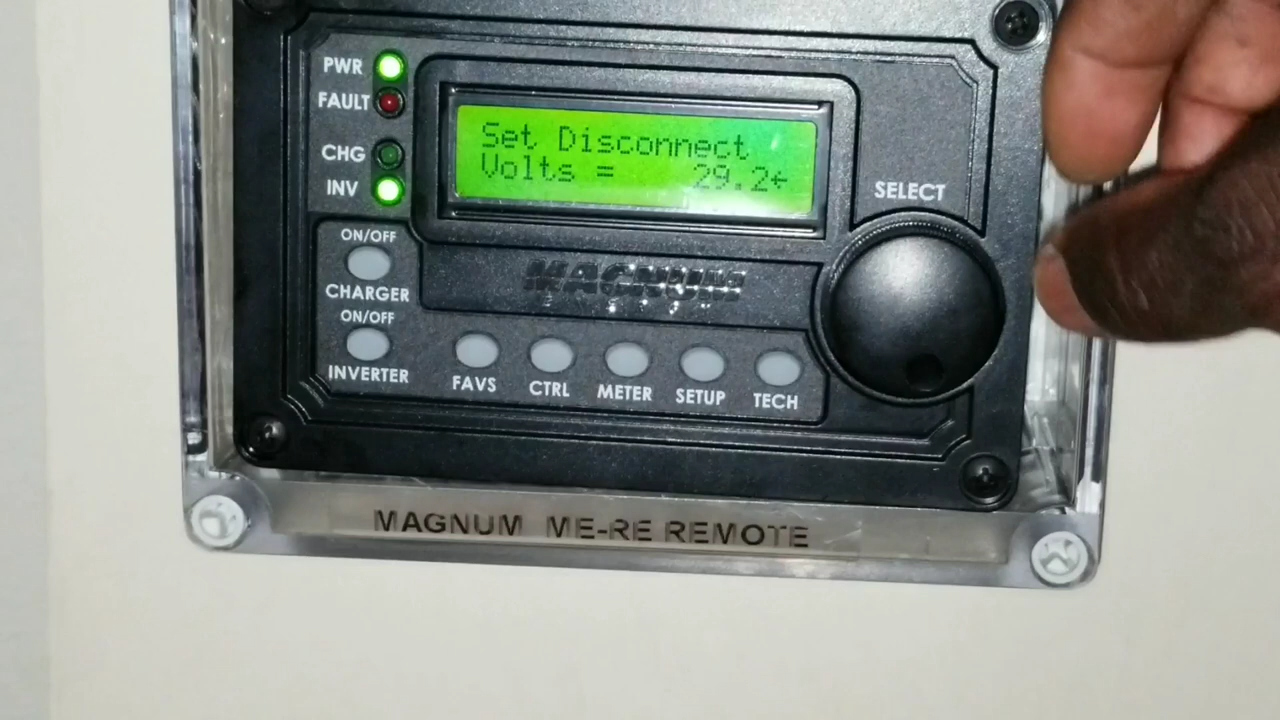 PWR
FAULT
CHG
INV
Set Disconnect
Volts = 29.2←
SELECT
ON/OFF
CHARGER
ON/OFF
INVERTER
MAGNUM
FAVS
CTRL
METER
SETUP
TECH
MAGNUM ME-RE REMOTE